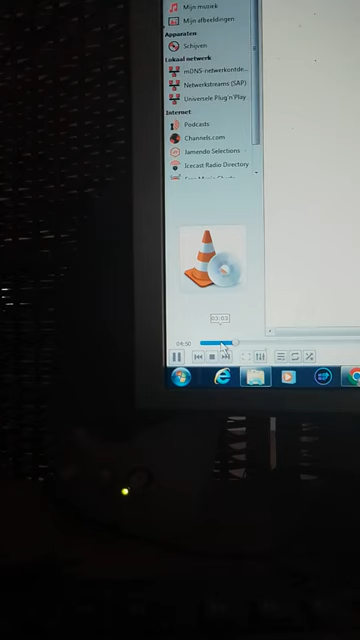 Mijn muziek
Mijn afbeeldingen
Apparaten
Schijven
Lokaal netwerk
mDNS-netwerkontde...
Netwerkstreams (SAP)
Universele Plug'n'Play
Internet
Podcasts
Channels.com
Jamendo Selections
Icecast Radio Directory
03:03
04:50